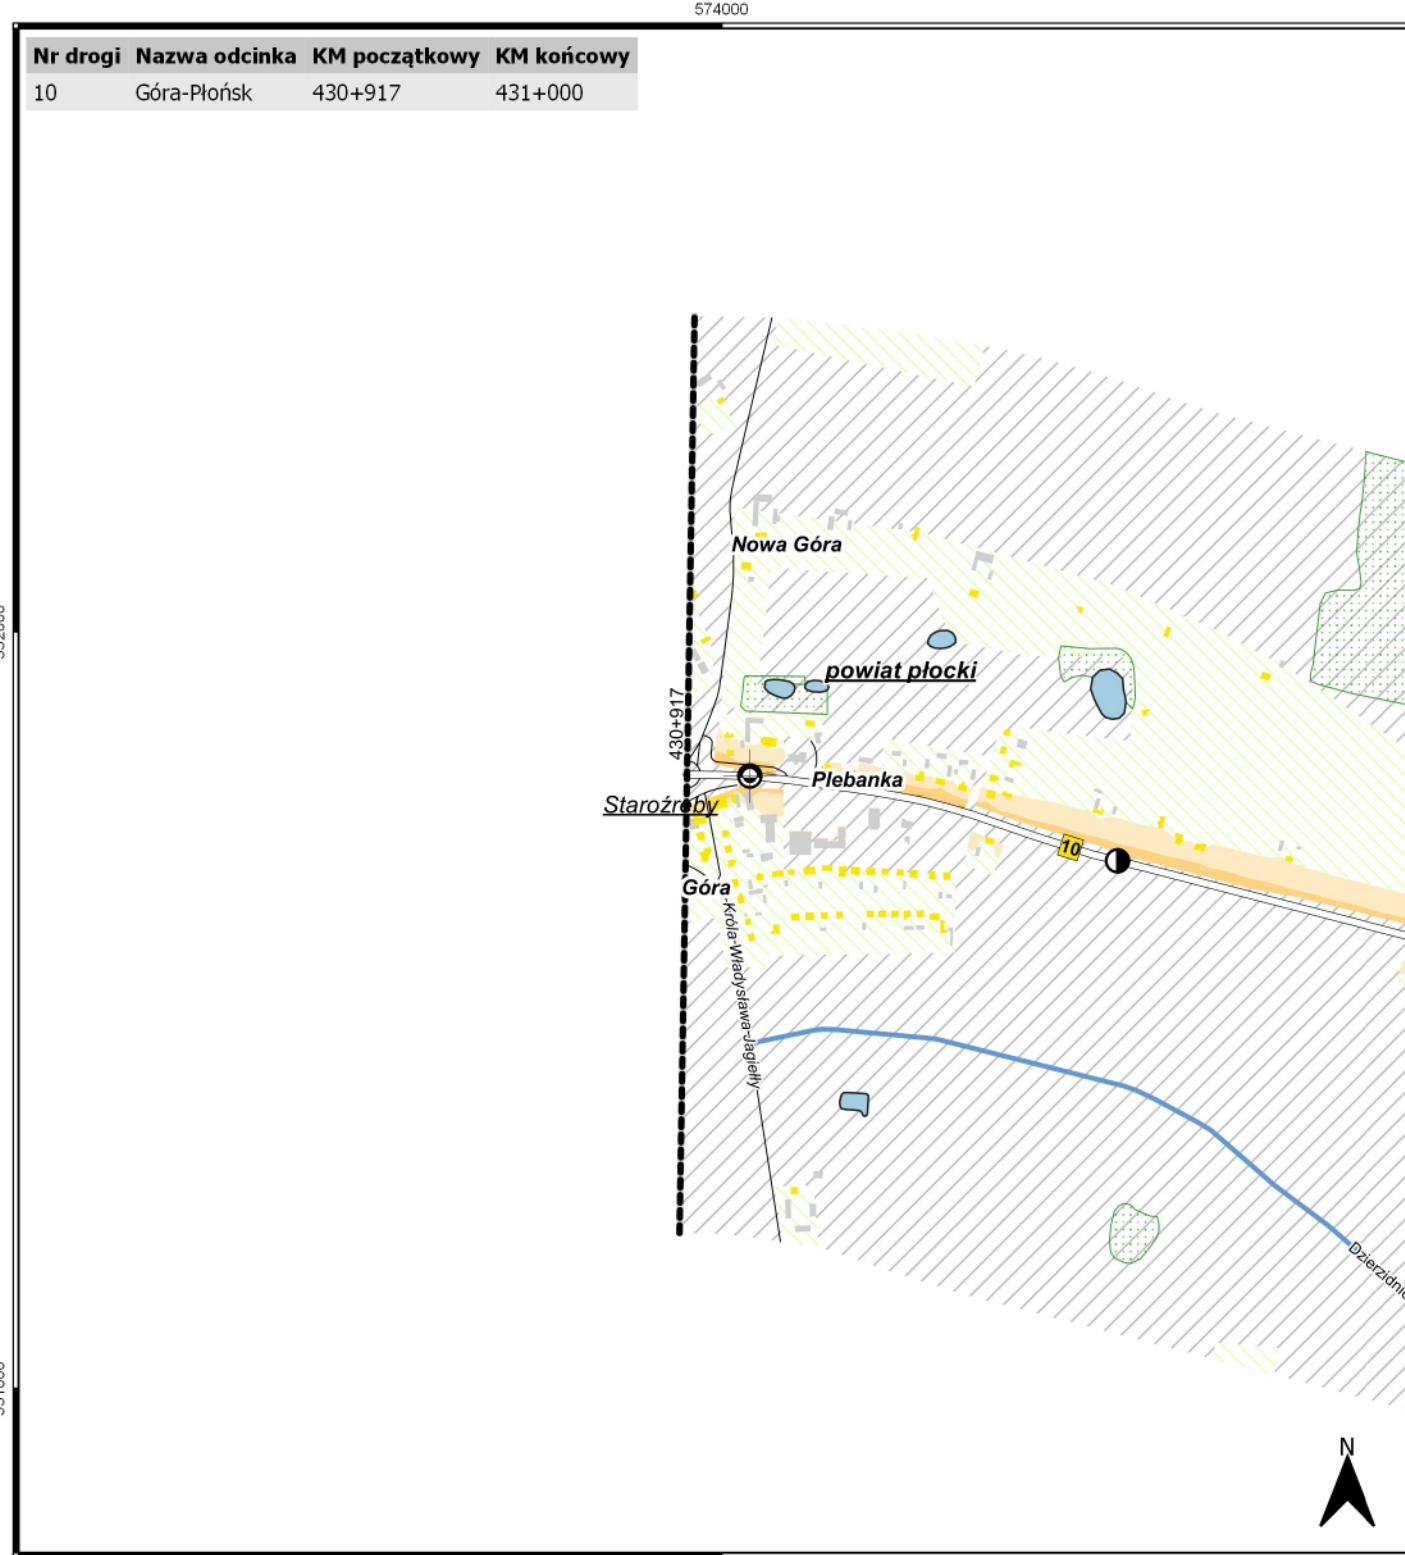 574000
Nr drogi Nazwa odcinka KM początkowy KM końcowy
10 Góra-Płońsk 430+917 431+000
Nowa Góra
powiat płocki
430+917
Plebanka
Staroźreby
10
Góra
-Króla-Władysława-Jagiełły
Dzierzidnic
N